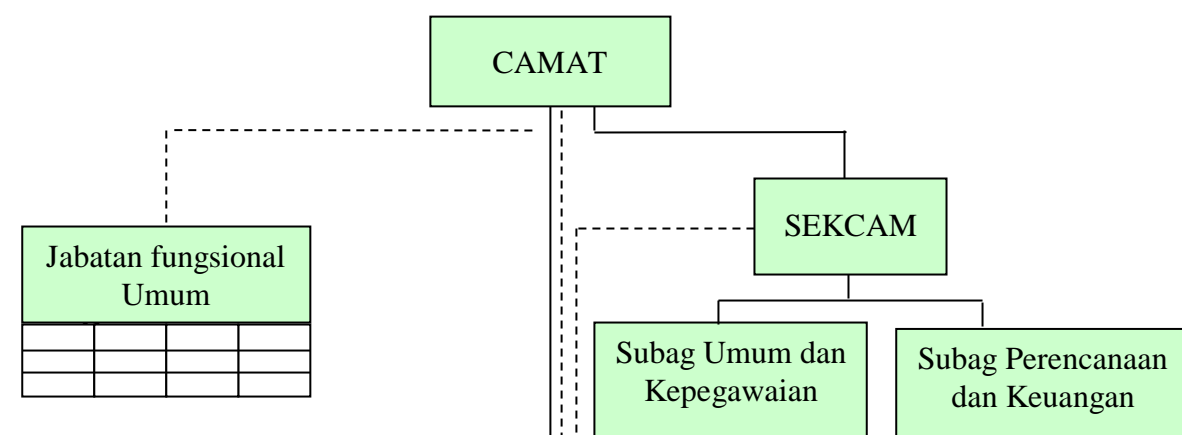 CAMAT
SEKCAM
Jabatan fungsional
Umum
Subag Umum dan
Kepegawaian
Subag Perencanaan
dan Keuangan